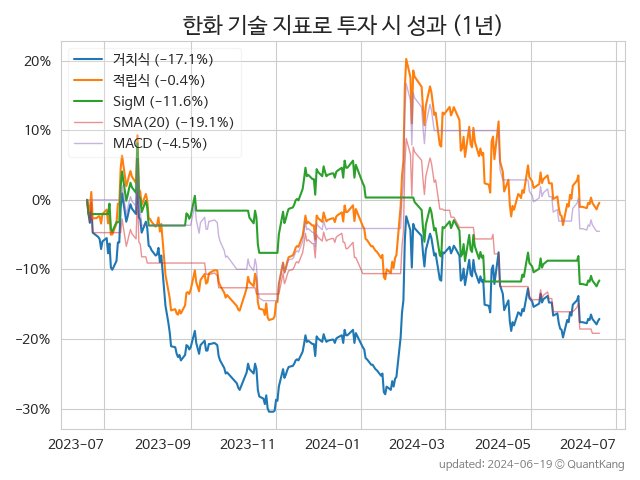 한화 기술 지표로 투자 시 성과 (1년)
거치식 (−17.1%)
적립식 (−0.4%)
SigM (−11.6%)
SMA(20) (−19.1%)
MACD (−4.5%)
20%
10%
0%
−10%
−20%
−30%
2023-07 2023-09 2023-11 2024-01 2024-03 2024-05 2024-07
updated: 2024-06-19 © QuantKang